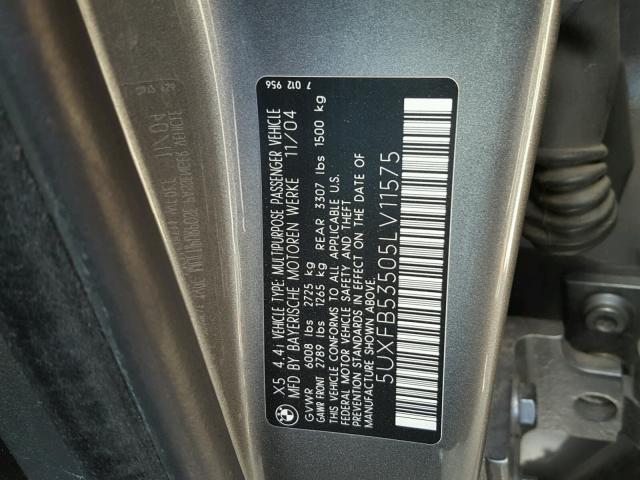 7 012 956
X5 4.4i VEHICLE TYPE: MULTIPURPOSE PASSENGER VEHICLE
MFD BY BAYERISCHE MOTOREN WERKE 11/04
GVWR 6008 lbs 2725 kg
GAWR FRONT 2789 lbs 1265 kg REAR 3307 lbs 1500 kg
THIS VEHICLE CONFORMS TO ALL APPLICABLE U.S.
FEDERAL MOTOR VEHICLE SAFETY AND THEFT
PREVENTION STANDARDS IN EFFECT ON THE DATE OF
MANUFACTURE SHOWN ABOVE.
5UXFB53505LV11575